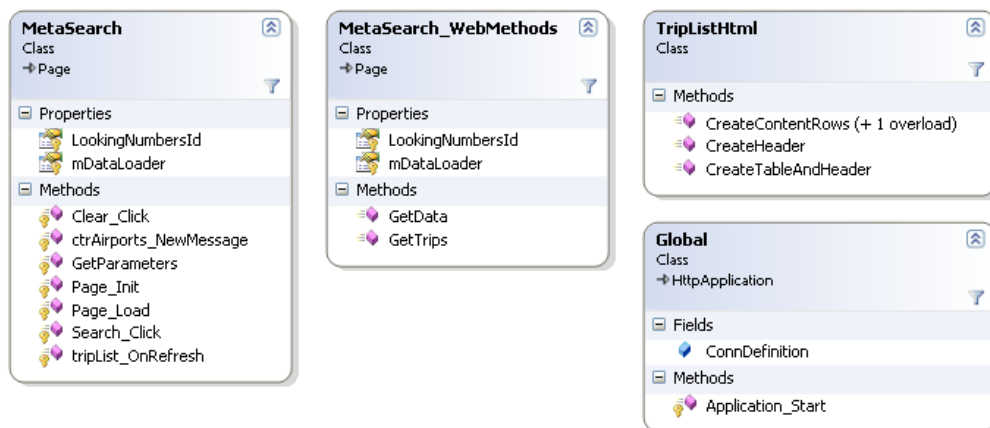 MetaSearch
Class
Page
Properties
LookingNumbersId
mDataLoader
Methods
Clear_Click
ctrAirports_NewMessage
GetParameters
Page_Init
Page_Load
Search_Click
tripList_OnRefresh
MetaSearch_WebMethods
Class
Page
Properties
LookingNumbersId
mDataLoader
Methods
GetData
GetTrips
TripListHtml
Class
Methods
CreateContentRows (+ 1 overload)
CreateHeader
CreateTableAndHeader
Global
Class
HttpApplication
Fields
ConnDefinition
Methods
Application_Start